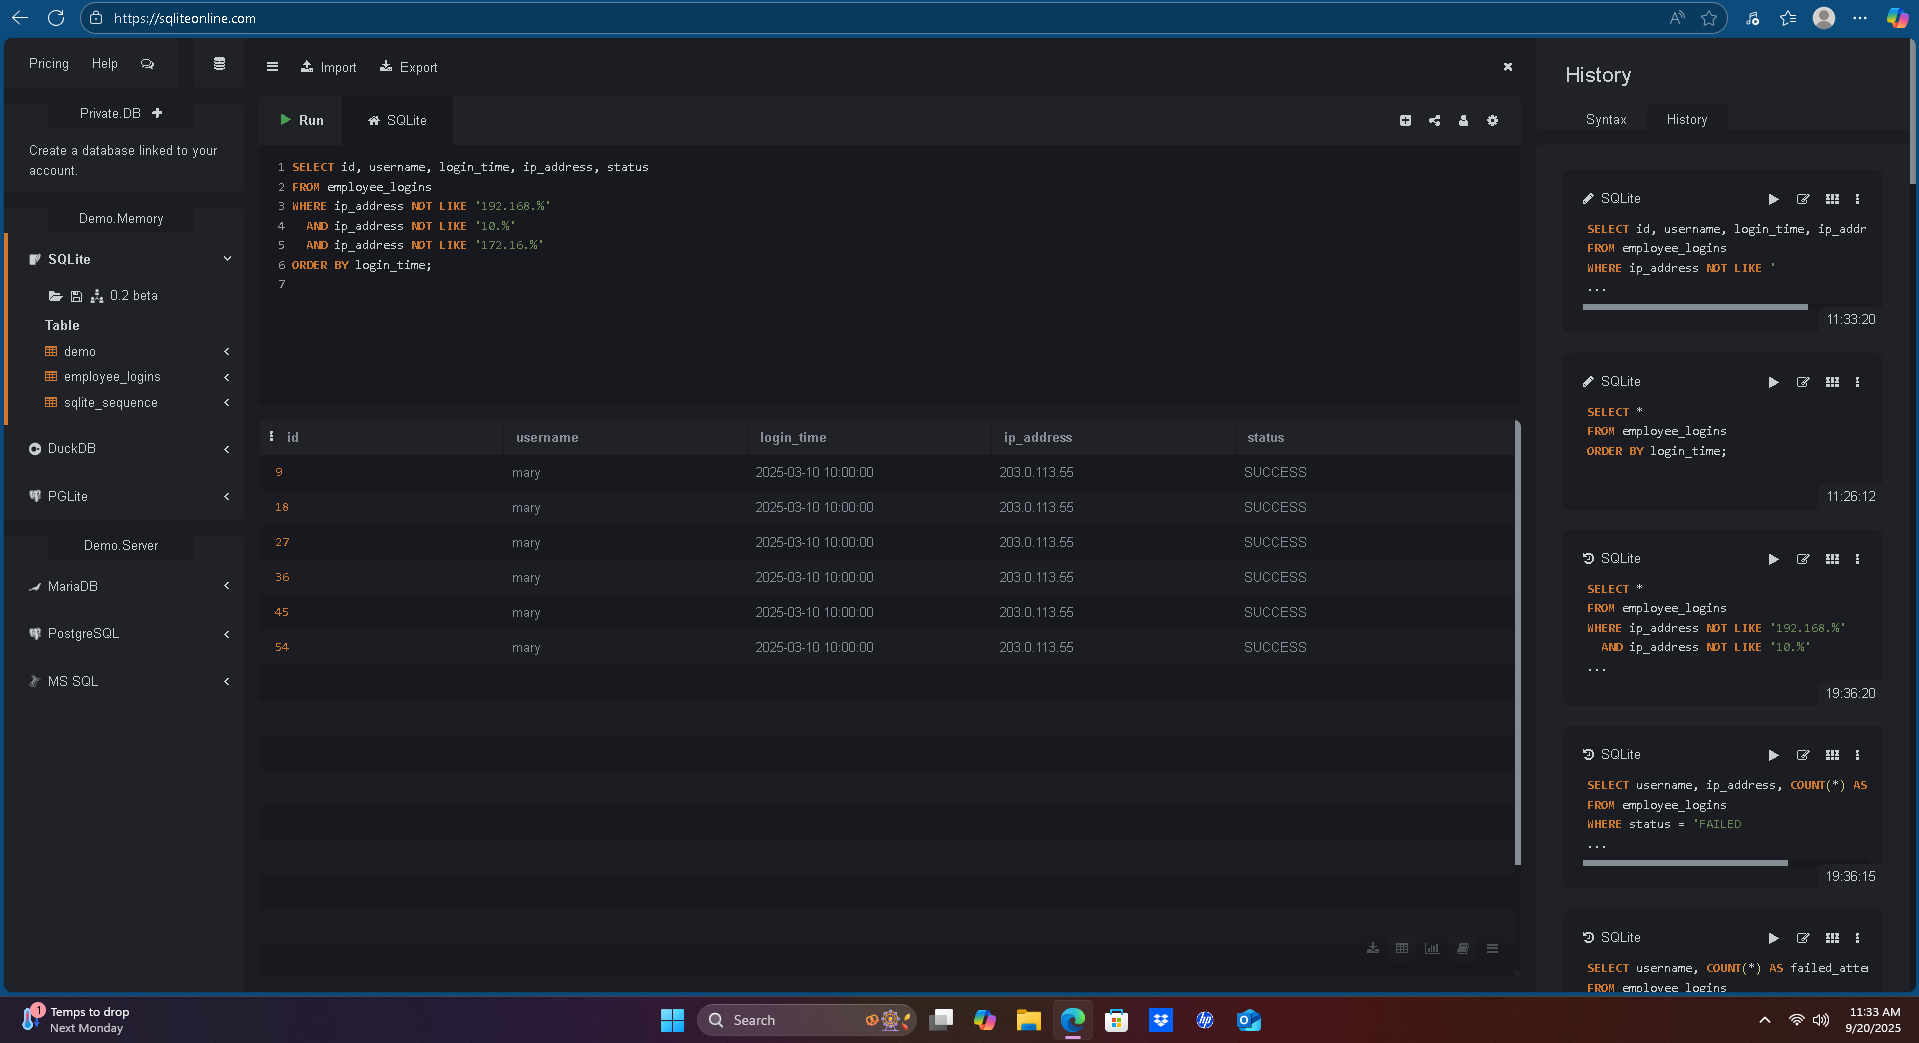 https://sqliteonline.com
Pricing
Help
Import
Export
Private.DB
Create a database linked to your
account.
Demo.Memory
SQLite
0.2 beta
Table
demo
employee_logins
sqlite_sequence
DuckDB
PGLite
Demo.Server
MariaDB
PostgreSQL
MS SQL
Run
SQLite
1 SELECT id, username, login_time, ip_address, status
2 FROM employee_logins
3 WHERE ip_address NOT LIKE '192.168.%'
4 AND ip_address NOT LIKE '10.%'
5 AND ip_address NOT LIKE '172.16.%'
6 ORDER BY login_time;
7
id username login_time ip_address status
9 mary 2025-03-10 10:00:00 203.0.113.55 SUCCESS
18 mary 2025-03-10 10:00:00 203.0.113.55 SUCCESS
27 mary 2025-03-10 10:00:00 203.0.113.55 SUCCESS
36 mary 2025-03-10 10:00:00 203.0.113.55 SUCCESS
45 mary 2025-03-10 10:00:00 203.0.113.55 SUCCESS
54 mary 2025-03-10 10:00:00 203.0.113.55 SUCCESS
History
Syntax
History
SQLite
SELECT id, username, login_time, ip_addr
FROM employee_logins
WHERE ip_address NOT LIKE '
...
11:33:20
SQLite
SELECT *
FROM employee_logins
ORDER BY login_time;
11:26:12
SQLite
SELECT *
FROM employee_logins
WHERE ip_address NOT LIKE '192.168.%'
AND ip_address NOT LIKE '10.%'
...
19:36:20
SQLite
SELECT username, ip_address, COUNT(*) AS
FROM employee_logins
WHERE status = 'FAILED
...
19:36:15
SQLite
SELECT username, COUNT(*) AS failed_atte
FROM employee_logins
1
Temps to drop
Next Monday
Search
hp
11:33 AM
9/20/2025